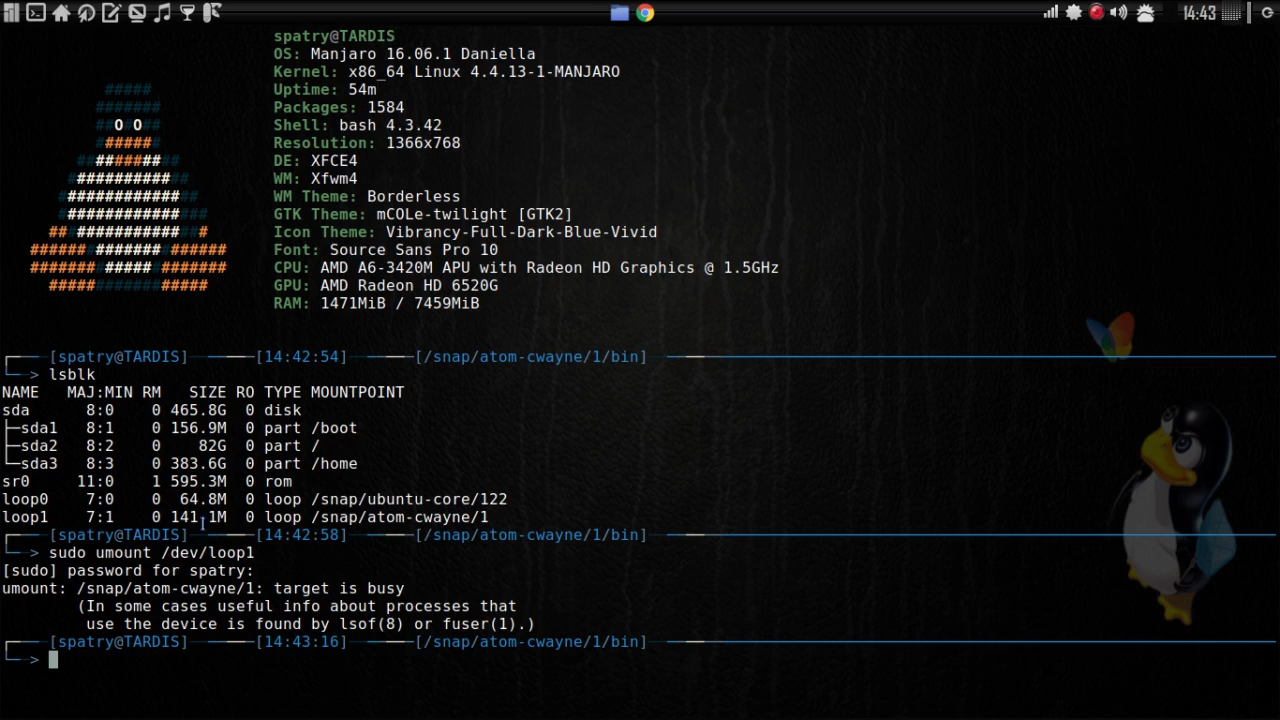 14:43
spatry@TARDIS
OS: Manjaro 16.06.1 Daniella
Kernel: x86_64 Linux 4.4.13-1-MANJARO
Uptime: 54m
Packages: 1584
Shell: bash 4.3.42
Resolution: 1366x768
DE: XFCE4
WM: Xfwm4
WM Theme: Borderless
GTK Theme: mCOLe-twilight [GTK2]
Icon Theme: Vibrancy-Full-Dark-Blue-Vivid
Font: Source Sans Pro 10
CPU: AMD A6-3420M APU with Radeon HD Graphics @ 1.5GHz
GPU: AMD Radeon HD 6520G
RAM: 1471MiB / 7459MiB
┌── [spatry@TARDIS] ────[14:42:54] ────[/snap/atom-cwayne/1/bin] ────
└─ > lsblk
NAME MAJ:MIN RM SIZE RO TYPE MOUNTPOINT
sda 8:0 0 465.8G 0 disk
├─sda1 8:1 0 156.9M 0 part /boot
├─sda2 8:2 0 82G 0 part /
└─sda3 8:3 0 383.6G 0 part /home
sr0 11:0 1 595.3M 0 rom
loop0 7:0 0 64.8M 0 loop /snap/ubuntu-core/122
loop1 7:1 0 141.1M 0 loop /snap/atom-cwayne/1
┌── [spatry@TARDIS] ────[14:42:58] ────[/snap/atom-cwayne/1/bin] ────
└─ > sudo umount /dev/loop1
[sudo] password for spatry:
umount: /snap/atom-cwayne/1: target is busy
(In some cases useful info about processes that
use the device is found by lsof(8) or fuser(1).)
┌── [spatry@TARDIS] ────[14:43:16] ────[/snap/atom-cwayne/1/bin] ────
└─ >